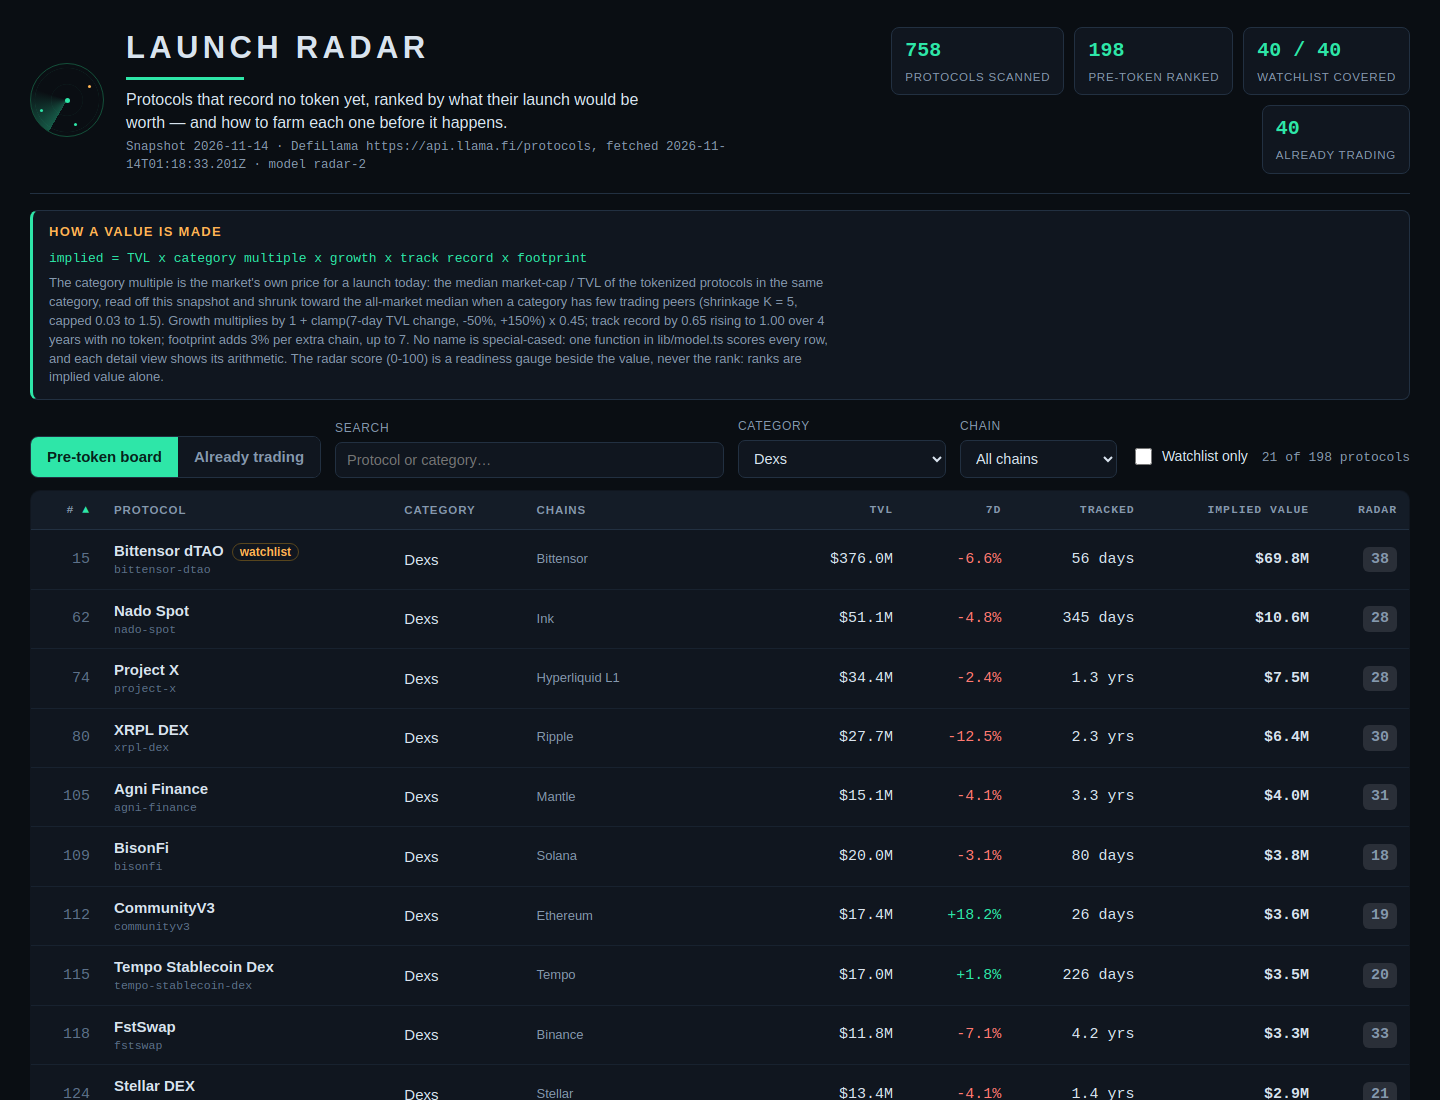 LAUNCH RADAR
Protocols that record no token yet, ranked by what their launch would be
worth — and how to farm each one before it happens.
Snapshot 2026-11-14 · DefiLlama https://api.llama.fi/protocols, fetched 2026-11-
14T01:18:33.201Z · model radar-2
758
PROTOCOLS SCANNED
198
PRE-TOKEN RANKED
40 / 40
WATCHLIST COVERED
40
ALREADY TRADING
HOW A VALUE IS MADE
implied = TVL x category multiple x growth x track record x footprint
The category multiple is the market's own price for a launch today: the median market-cap / TVL of the tokenized protocols in the same
category, read off this snapshot and shrunk toward the all-market median when a category has few trading peers (shrinkage K = 5,
capped 0.03 to 1.5). Growth multiplies by 1 + clamp(7-day TVL change, -50%, +150%) x 0.45; track record by 0.65 rising to 1.00 over 4
years with no token; footprint adds 3% per extra chain, up to 7. No name is special-cased: one function in lib/model.ts scores every row,
and each detail view shows its arithmetic. The radar score (0-100) is a readiness gauge beside the value, never the rank: ranks are
implied value alone.
Pre-token board
Already trading
SEARCH
Protocol or category…
CATEGORY
Dexs
CHAIN
All chains
Watchlist only
21 of 198 protocols
# ▲ PROTOCOL CATEGORY CHAINS TVL 7D TRACKED IMPLIED VALUE RADAR
15 Bittensor dTAO watchlist Dexs Bittensor $376.0M -6.6% 56 days $69.8M 38
bittensor-dtao
62 Nado Spot Dexs Ink $51.1M -4.8% 345 days $10.6M 28
nado-spot
74 Project X Dexs Hyperliquid L1 $34.4M -2.4% 1.3 yrs $7.5M 28
project-x
80 XRPL DEX Dexs Ripple $27.7M -12.5% 2.3 yrs $6.4M 30
xrpl-dex
105 Agni Finance Dexs Mantle $15.1M -4.1% 3.3 yrs $4.0M 31
agni-finance
109 BisonFi Dexs Solana $20.0M -3.1% 80 days $3.8M 18
bisonfi
112 CommunityV3 Dexs Ethereum $17.4M +18.2% 26 days $3.6M 19
communityv3
115 Tempo Stablecoin Dex Dexs Tempo $17.0M +1.8% 226 days $3.5M 20
tempo-stablecoin-dex
118 FstSwap Dexs Binance $11.8M -7.1% 4.2 yrs $3.3M 33
fstswap
124 Stellar DEX Dexs Stellar $13.4M -4.1% 1.4 yrs $2.9M 21